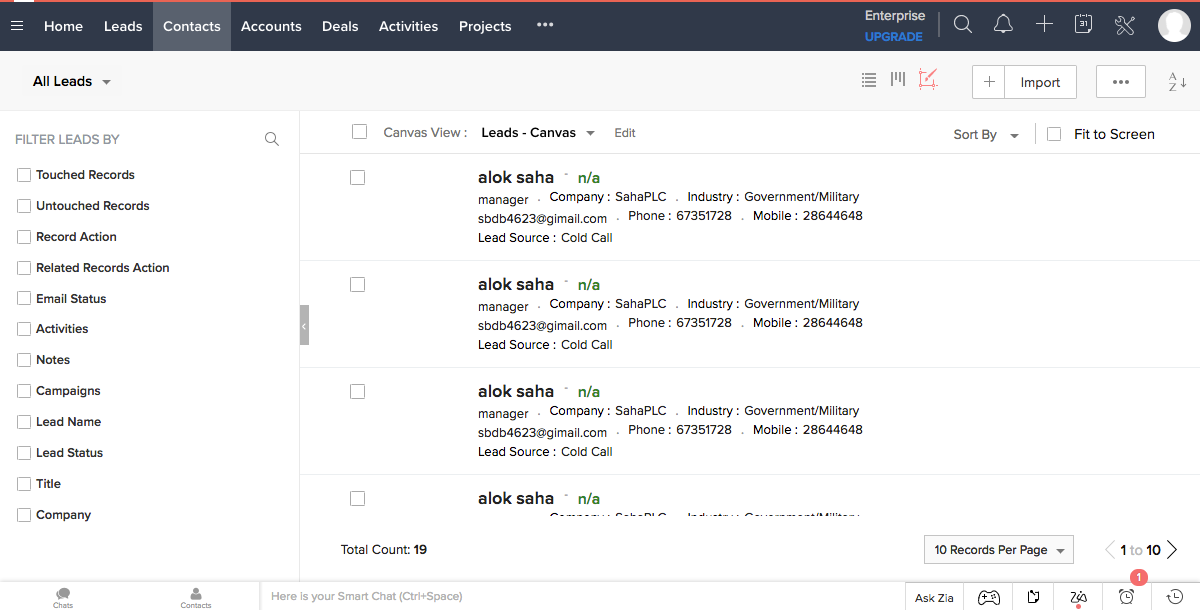 Home Leads Contacts Accounts Deals Activities Projects ••• Enterprise
UPGRADE
31
All Leads
Import
•••
A
Z
FILTER LEADS BY
Touched Records
Untouched Records
Record Action
Related Records Action
Email Status
Activities
Notes
Campaigns
Lead Name
Lead Status
Title
Company
Canvas View : Leads - Canvas Edit Sort By Fit to Screen
alok saha - n/a
manager . Company : SahaPLC . Industry : Government/Military
sbdb4623@gimail.com . Phone : 67351728 . Mobile : 28644648
Lead Source : Cold Call
alok saha - n/a
manager . Company : SahaPLC . Industry : Government/Military
sbdb4623@gimail.com . Phone : 67351728 . Mobile : 28644648
Lead Source : Cold Call
alok saha - n/a
manager . Company : SahaPLC . Industry : Government/Military
sbdb4623@gimail.com . Phone : 67351728 . Mobile : 28644648
Lead Source : Cold Call
alok saha - n/a
Company : SahaPLC . Industry : Government/Military
Total Count: 19 10 Records Per Page 1 to 10
1
Chats Contacts Here is your Smart Chat (Ctrl+Space) Ask Zia